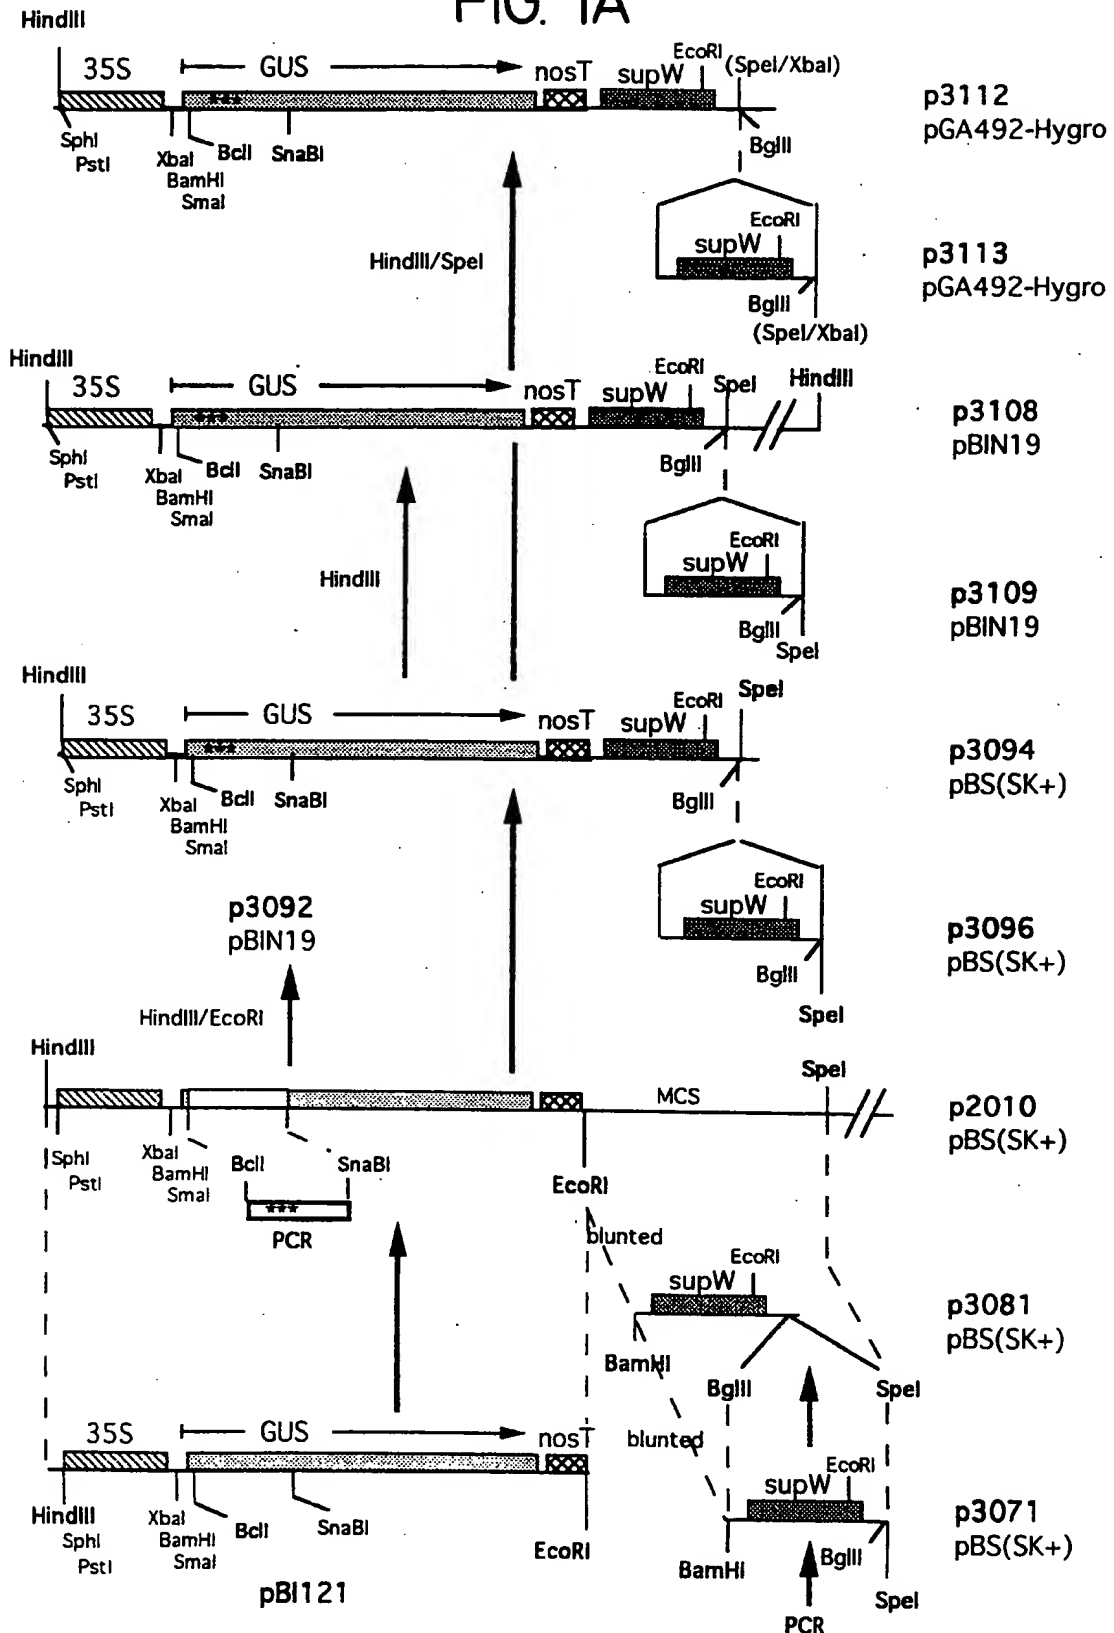 FIG. 1A
HindIII
35S
GUS
nosT
supW
EcoRI
(SpeI/XbaI)
p3112
pGA492-Hygro
***
SphI
PstI
XbaI
BamHI
SmaI
BclI
SnaBI
BglII
HindIII/SpeI
EcoRI
supW
BglII
(SpeI/XbaI)
p3113
pGA492-Hygro
HindIII
35S
GUS
nosT
supW
EcoRI
SpeI
HindIII
p3108
pBIN19
***
SphI
PstI
XbaI
BamHI
SmaI
BclI
SnaBI
BglII
HindIII
EcoRI
supW
BglII
SpeI
p3109
pBIN19
HindIII
35S
GUS
nosT
supW
EcoRI
SpeI
p3094
pBS(SK+)
***
SphI
PstI
XbaI
BamHI
SmaI
BclI
SnaBI
BglII
p3092
pBIN19
EcoRI
supW
BglII
SpeI
p3096
pBS(SK+)
HindIII/EcoRI
HindIII
MCS
SpeI
p2010
pBS(SK+)
SphI
PstI
XbaI
BamHI
SmaI
BclI
SnaBI
***
PCR
EcoRI
blunted
EcoRI
supW
BamHI
BglII
SpeI
p3081
pBS(SK+)
35S
GUS
nosT
blunted
HindIII
SphI
PstI
XbaI
BamHI
SmaI
BclI
SnaBI
EcoRI
pBI121
EcoRI
supW
BamHI
BglII
SpeI
PCR
p3071
pBS(SK+)